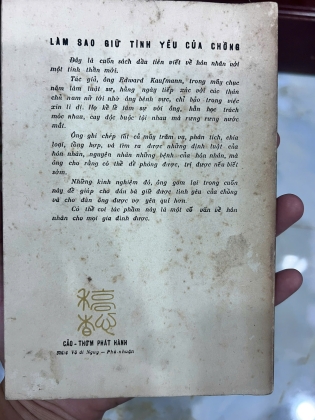 LÀM SAO GIỮ TÌNH YÊU CỦA CHỒNG
Đây là cuốn sách đầu tiên viết về hôn nhân với
một tinh thần mới.
Tác giả, ông Edward Kaufmann, trong mấy chục
năm làm luật sư, hằng ngày tiếp xúc với các thân
chủ nam nữ tới nhờ ông bênh vực, chỉ bảo trong việc
xin li dị. Họ kể lể tâm sự với ông, hằn học trách
móc nhau, cay độc buộc tội nhau mà rưng rưng nước
mắt.
Ông ghi chép tất cả mấy trăm vụ, phân tích, chia
loại, tổng hợp, và tìm ra được những định luật của
hôn nhân, nguyên nhân những bệnh của hôn nhân, mà
ông cho rằng có thể đề phòng được, trị được nếu biết
sớm.
Những kinh nghiệm đó, ông gom lại trong cuốn
này để giúp chả đàn bà giữ được tình yêu của chồng
và cho đàn ông được vợ yêu quí hơn.
Có thể coi tác phẩm này là một cố vấn về hôn
nhân cho mọi gia đình được.
CẢO-THƠM PHÁT HÀNH
Võ di Nguy — Phú-nhuận